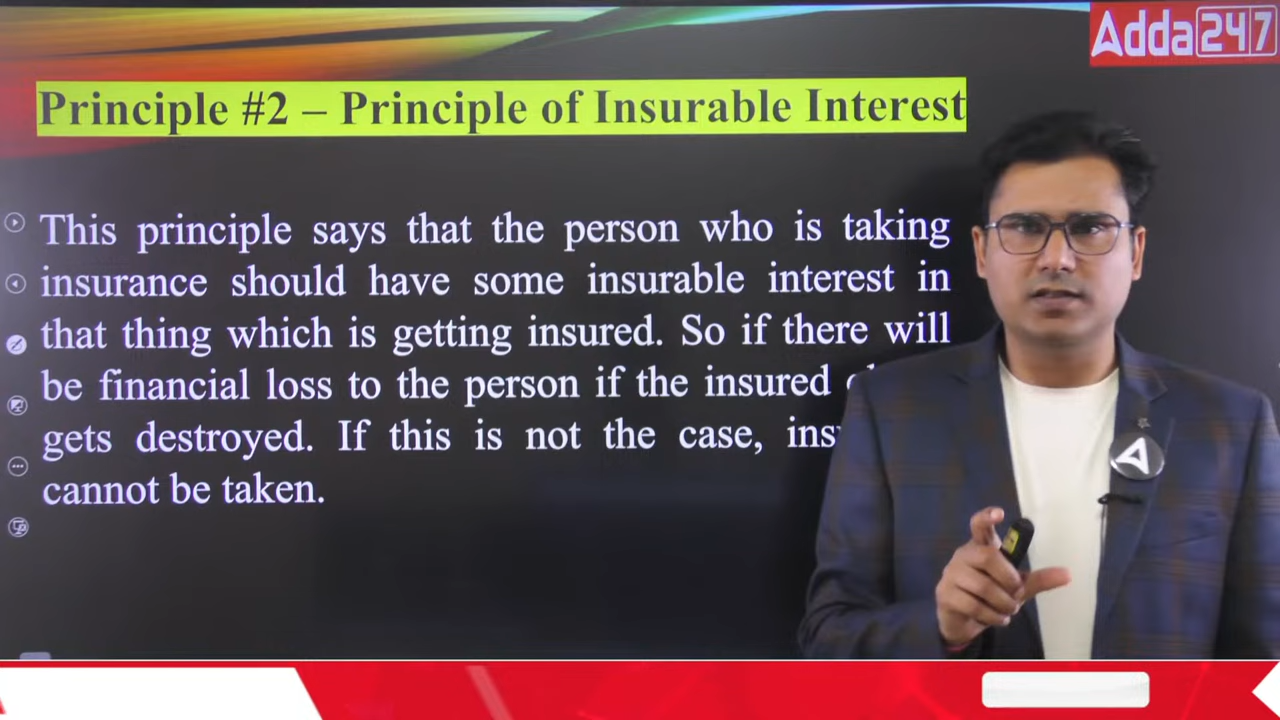 Adda247
Principle #2 – Principle of Insurable Interest
This principle says that the person who is taking
insurance should have some insurable interest in
that thing which is getting insured. So if there will
be financial loss to the person if the insured
gets destroyed. If this is not the case,
cannot be taken.